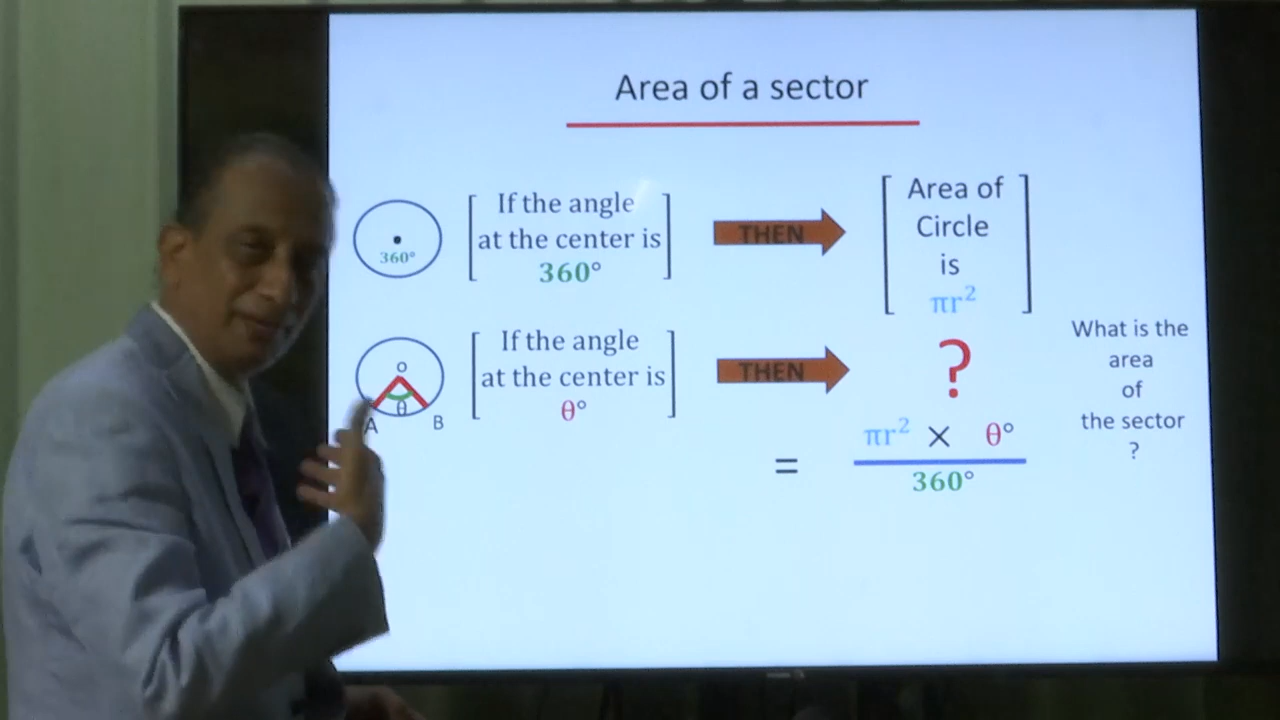 Area of a sector
360°
If the angle
at the center is
360°
THEN
Area of
Circle
is
πr²
O
θ
A
B
If the angle
at the center is
θ°
THEN
?
= πr² × θ°
360°
What is the
area
of
the sector
?